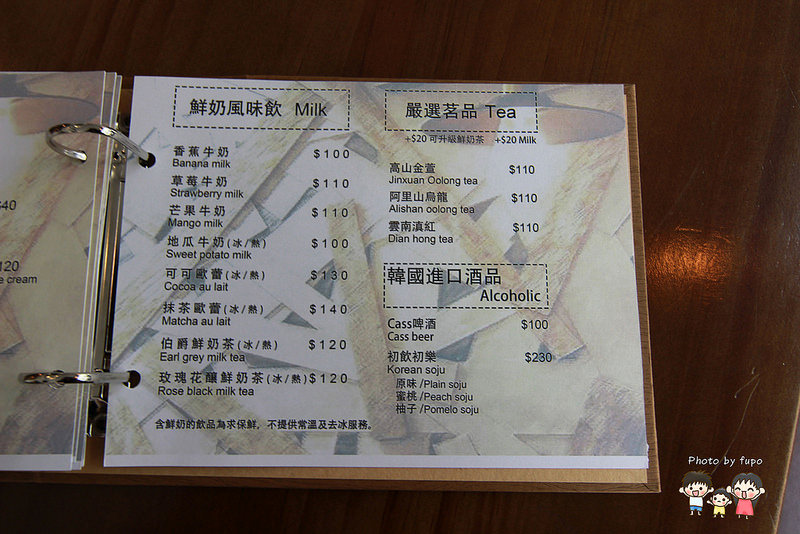 $40
120
e cream
鮮奶風味飲 Milk
香蕉牛奶 $100
Banana milk
草莓牛奶 $110
Strawberry milk
芒果牛奶 $110
Mango milk
地瓜牛奶(冰/熱) $100
Sweet potato milk
可可歐蕾(冰/熱) $130
Cocoa au lait
抹茶歐蕾(冰/熱) $140
Matcha au lait
伯爵鮮奶茶(冰/熱) $120
Earl grey milk tea
玫瑰花釀鮮奶茶(冰/熱) $120
Rose black milk tea
含鮮奶的飲品為求保鮮，不提供常溫及去冰服務。
嚴選茗品 Tea
+$20 可升級鮮奶茶 +$20 Milk
高山金萱 $110
Jinxuan Oolong tea
阿里山烏龍 $110
Alishan oolong tea
雲南滇紅 $110
Dian hong tea
韓國進口酒品
Alcoholic
Cass啤酒 $100
Cass beer
初飲初樂 $230
Korean soju
原味 /Plain soju
蜜桃 /Peach soju
柚子 /Pomelo soju
Photo by fupo